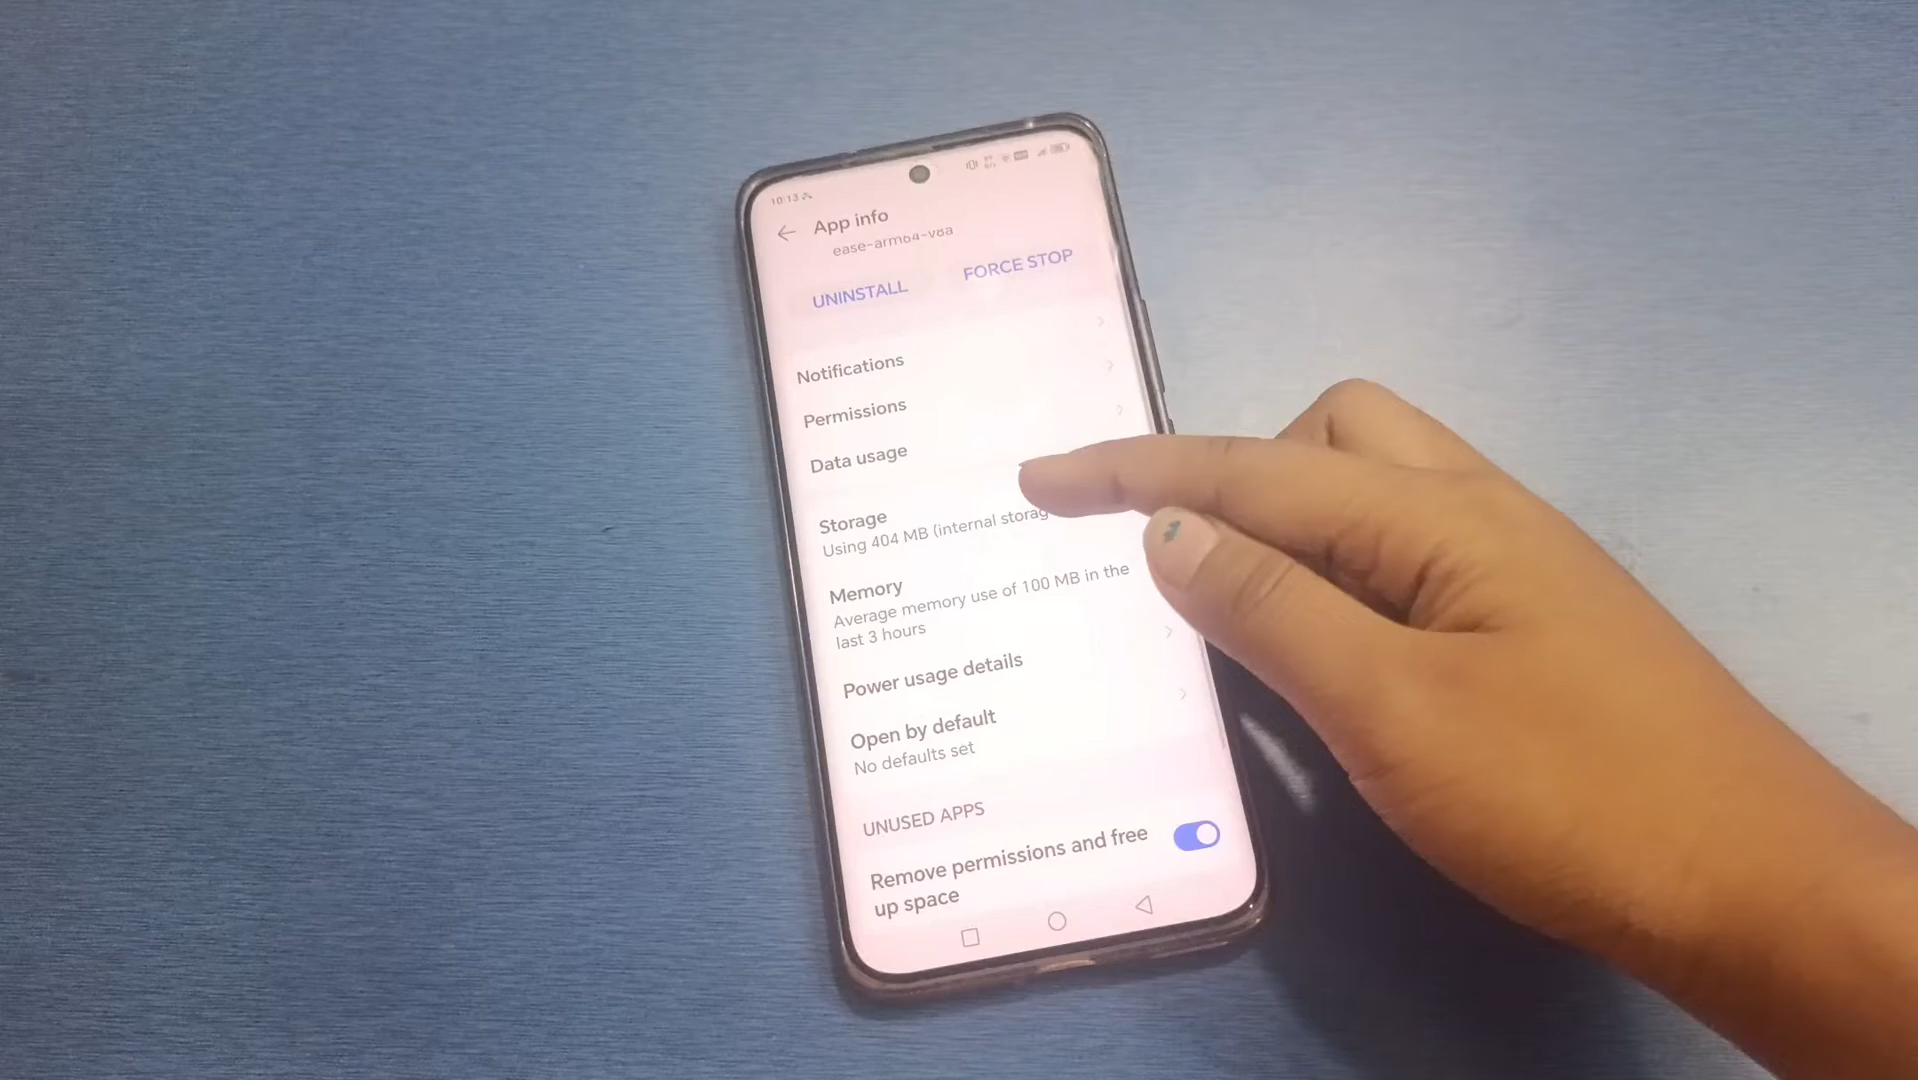 10:13
App info
ease-arm64-v8a
UNINSTALL
FORCE STOP
Notifications
Permissions
Data usage
Storage
Using 404 MB (internal storag
Memory
Average memory use of 100 MB in the
last 3 hours
Power usage details
Open by default
No defaults set
UNUSED APPS
Remove permissions and free
up space